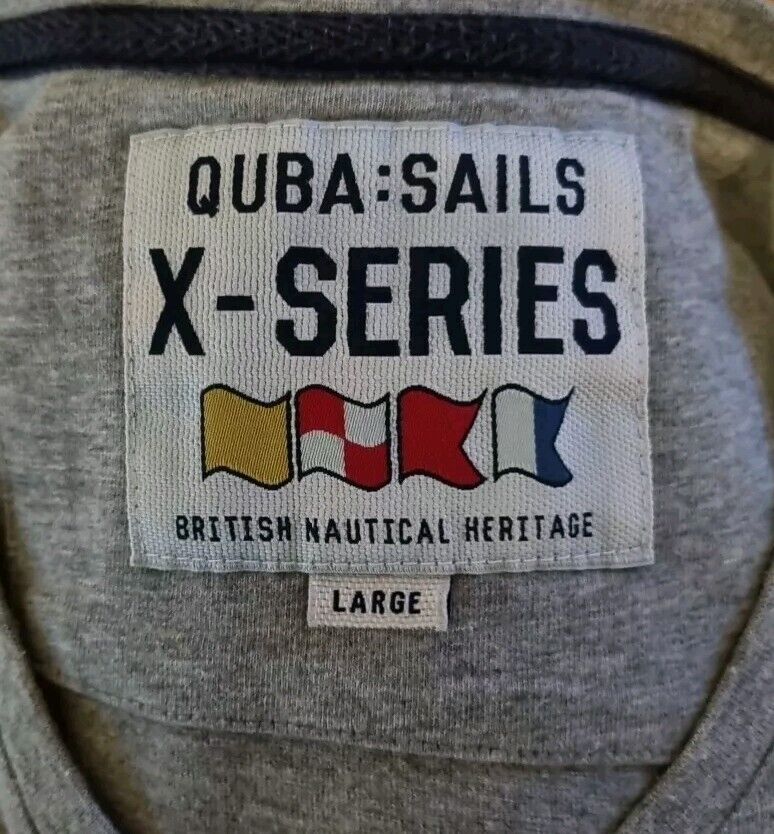 QUBA:SAILS
X-SERIES
BRITISH NAUTICAL HERITAGE
LARGE